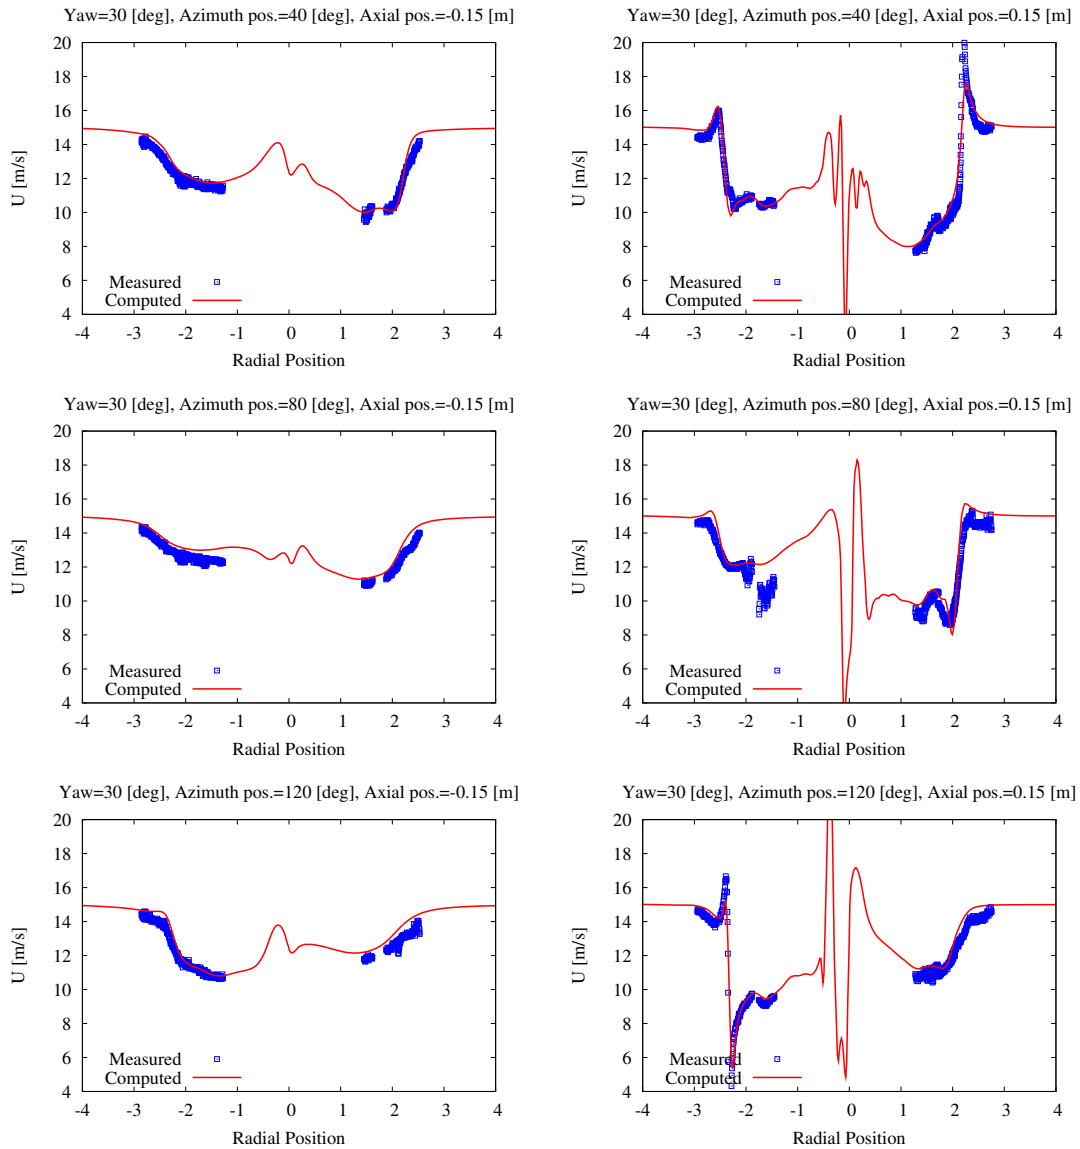 Yaw=30 [deg], Azimuth pos.=40 [deg], Axial pos.=-0.15 [m]
20
18
16
14
12
10
8
6
4
U [m/s]
Measured
Computed
-4 -3 -2 -1 0 1 2 3 4
Radial Position
Yaw=30 [deg], Azimuth pos.=40 [deg], Axial pos.=0.15 [m]
20
18
16
14
12
10
8
6
4
U [m/s]
Measured
Computed
-4 -3 -2 -1 0 1 2 3 4
Radial Position
Yaw=30 [deg], Azimuth pos.=80 [deg], Axial pos.=-0.15 [m]
20
18
16
14
12
10
8
6
4
U [m/s]
Measured
Computed
-4 -3 -2 -1 0 1 2 3 4
Radial Position
Yaw=30 [deg], Azimuth pos.=80 [deg], Axial pos.=0.15 [m]
20
18
16
14
12
10
8
6
4
U [m/s]
Measured
Computed
-4 -3 -2 -1 0 1 2 3 4
Radial Position
Yaw=30 [deg], Azimuth pos.=120 [deg], Axial pos.=-0.15 [m]
20
18
16
14
12
10
8
6
4
U [m/s]
Measured
Computed
-4 -3 -2 -1 0 1 2 3 4
Radial Position
Yaw=30 [deg], Azimuth pos.=120 [deg], Axial pos.=0.15 [m]
20
18
16
14
12
10
8
6
4
U [m/s]
Measured
Computed
-4 -3 -2 -1 0 1 2 3 4
Radial Position